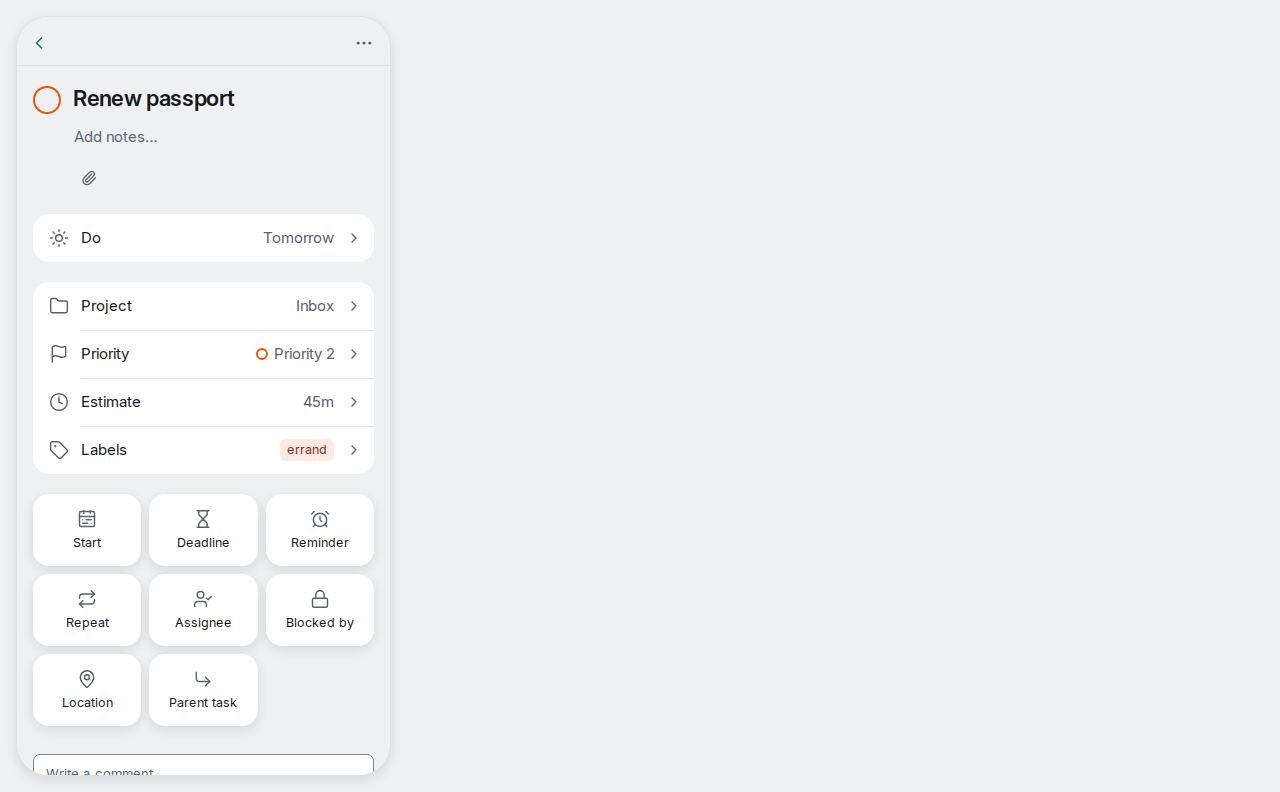 Renew passport
Add notes...
Do Tomorrow
Project Inbox
Priority Priority 2
Estimate 45m
Labels errand
Start Deadline Reminder
Repeat Assignee Blocked by
Location Parent task
Write a comment